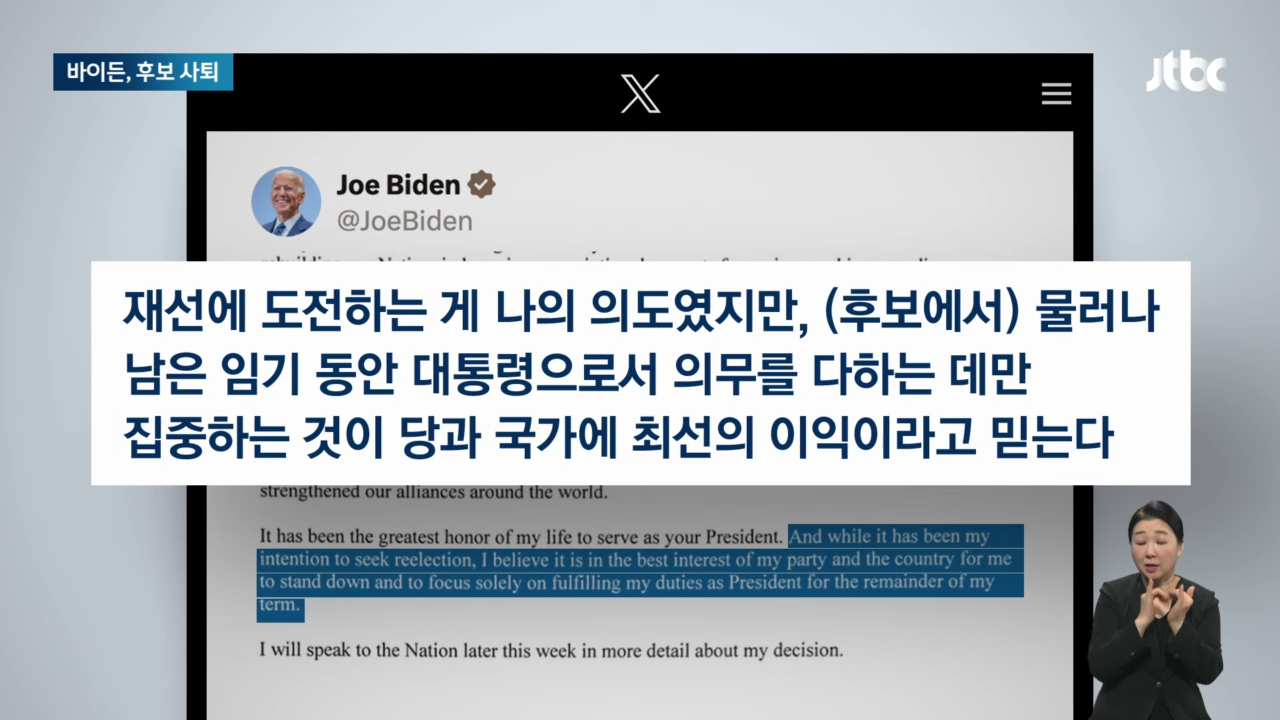 바이든, 후보 사퇴
jtbc
X
Joe Biden
@JoeBiden
재선에 도전하는 게 나의 의도였지만, (후보에서) 물러나
남은 임기 동안 대통령으로서 의무를 다하는 데만
집중하는 것이 당과 국가에 최선의 이익이라고 믿는다
strengthened our alliances around the world.
It has been the greatest honor of my life to serve as your President. And while it has been my
intention to seek reelection, I believe it is in the best interest of my party and the country for me
to stand down and to focus solely on fulfilling my duties as President for the remainder of my
term.
I will speak to the Nation later this week in more detail about my decision.